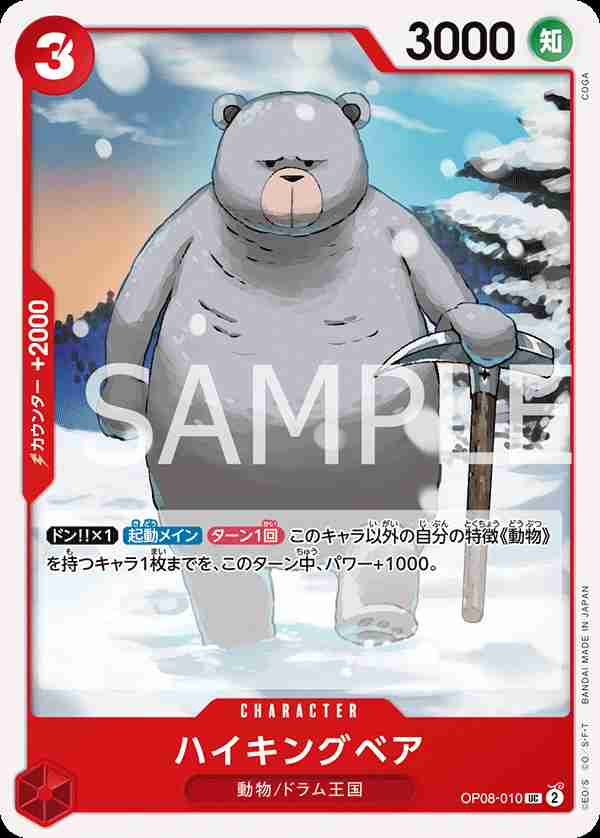 3
3000 知
CDGA
カウンター +2000
SAMPLE
ドン!!×1 起動メイン ターン1回 このキャラ以外の自分の特徴《動物》
を持つキャラ1枚までを、このターン中、パワー+1000。
CHARACTER
ハイキングベア
動物/ドラム王国
OP08-010 UC 2
©E.O/S ©O/S・F・T BANDAI MADE IN JAPAN